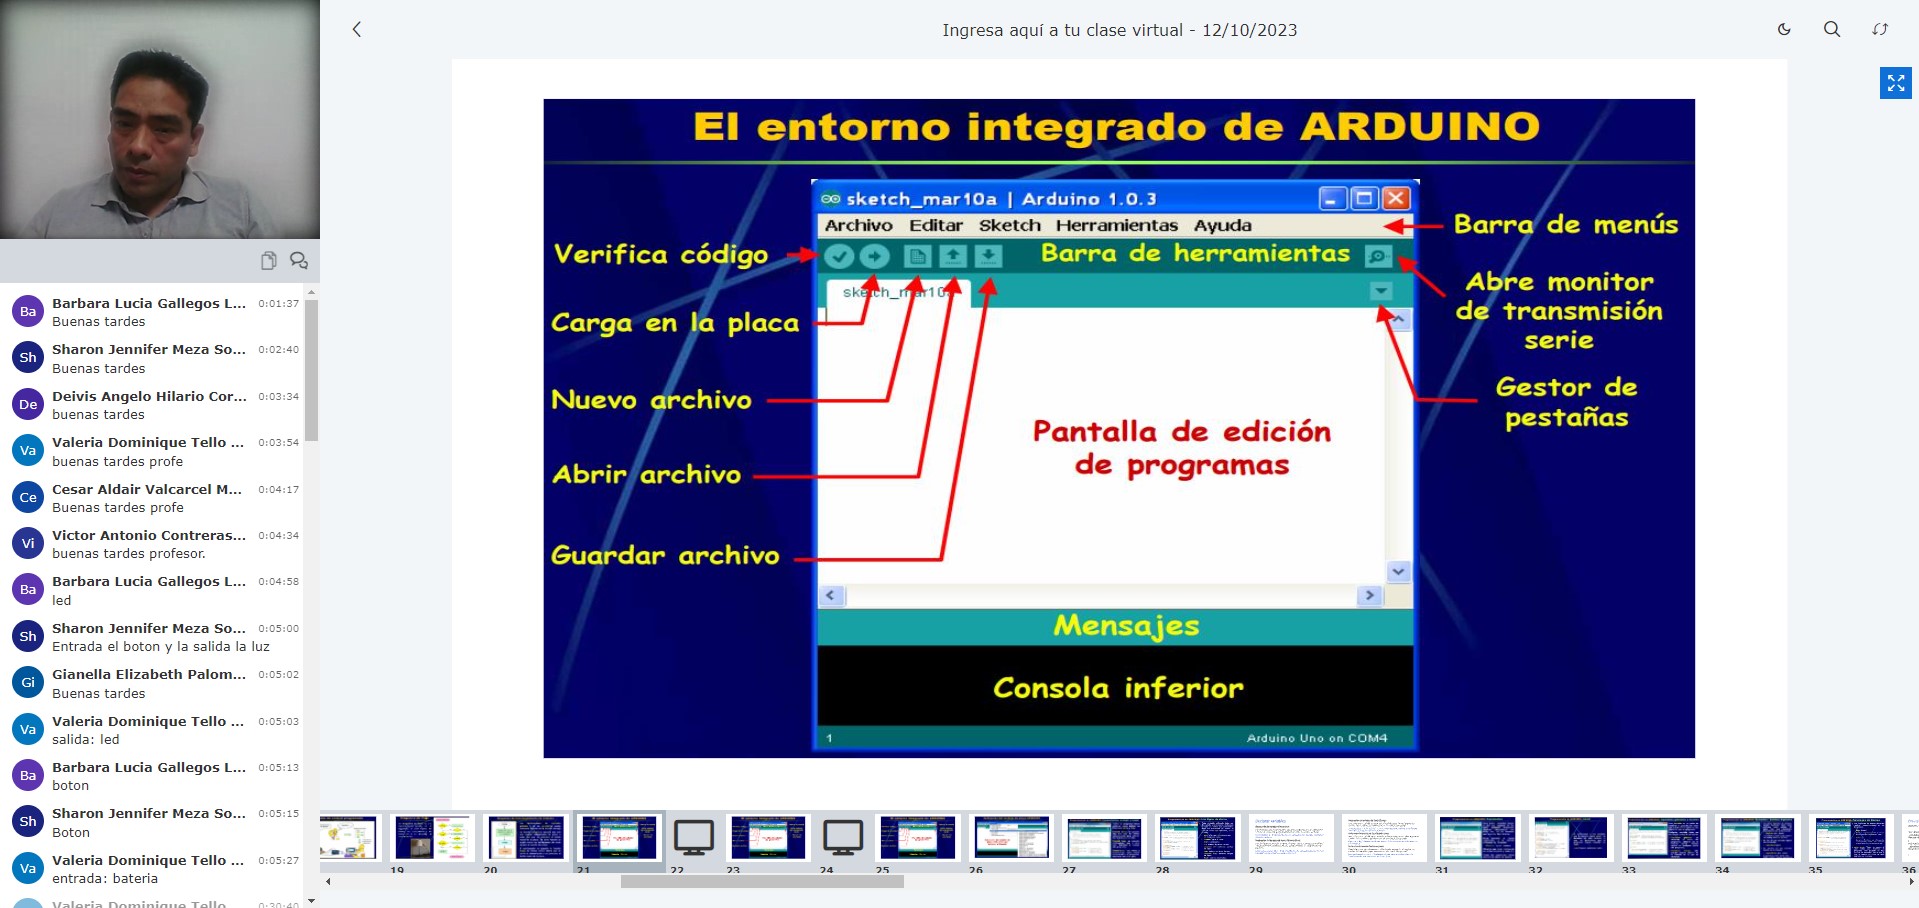 Ingresa aquí a tu clase virtual - 12/10/2023
Ba
Barbara Lucia Gallegos L... 0:01:37
Buenas tardes
Sh
Sharon Jennifer Meza So... 0:02:40
Buenas tardes
De
Deivis Angelo Hilario Cor... 0:03:34
buenas tardes
Va
Valeria Dominique Tello ... 0:03:54
buenas tardes profe
Ce
Cesar Aldair Valcarcel M... 0:04:17
Buenas tardes profe
Vi
Victor Antonio Contreras... 0:04:34
buenas tardes profesor.
Ba
Barbara Lucia Gallegos L... 0:04:58
led
Sh
Sharon Jennifer Meza So... 0:05:00
Entrada el boton y la salida la luz
Gi
Gianella Elizabeth Palom... 0:05:02
Buenas tardes
Va
Valeria Dominique Tello ... 0:05:03
salida: led
Ba
Barbara Lucia Gallegos L... 0:05:13
boton
Sh
Sharon Jennifer Meza So... 0:05:15
Boton
Va
Valeria Dominique Tello ... 0:05:27
entrada: bateria
Valeria Dominique Tello 0:30:40
El entorno integrado de ARDUINO
sketch_mar10a | Arduino 1.0.3
Archivo Editar Sketch Herramientas Ayuda
Barra de menús
Verifica código
Barra de herramientas
Abre monitor
de transmisión
serie
sketch_mar10a
Carga en la placa
Nuevo archivo
Gestor de
pestañas
Pantalla de edición
de programas
Abrir archivo
Guardar archivo
Mensajes
Consola inferior
1
Arduino Uno on COM4
19 20 21 22 23 24 25 26 27 28 29 30 31 32 33 34 35 36